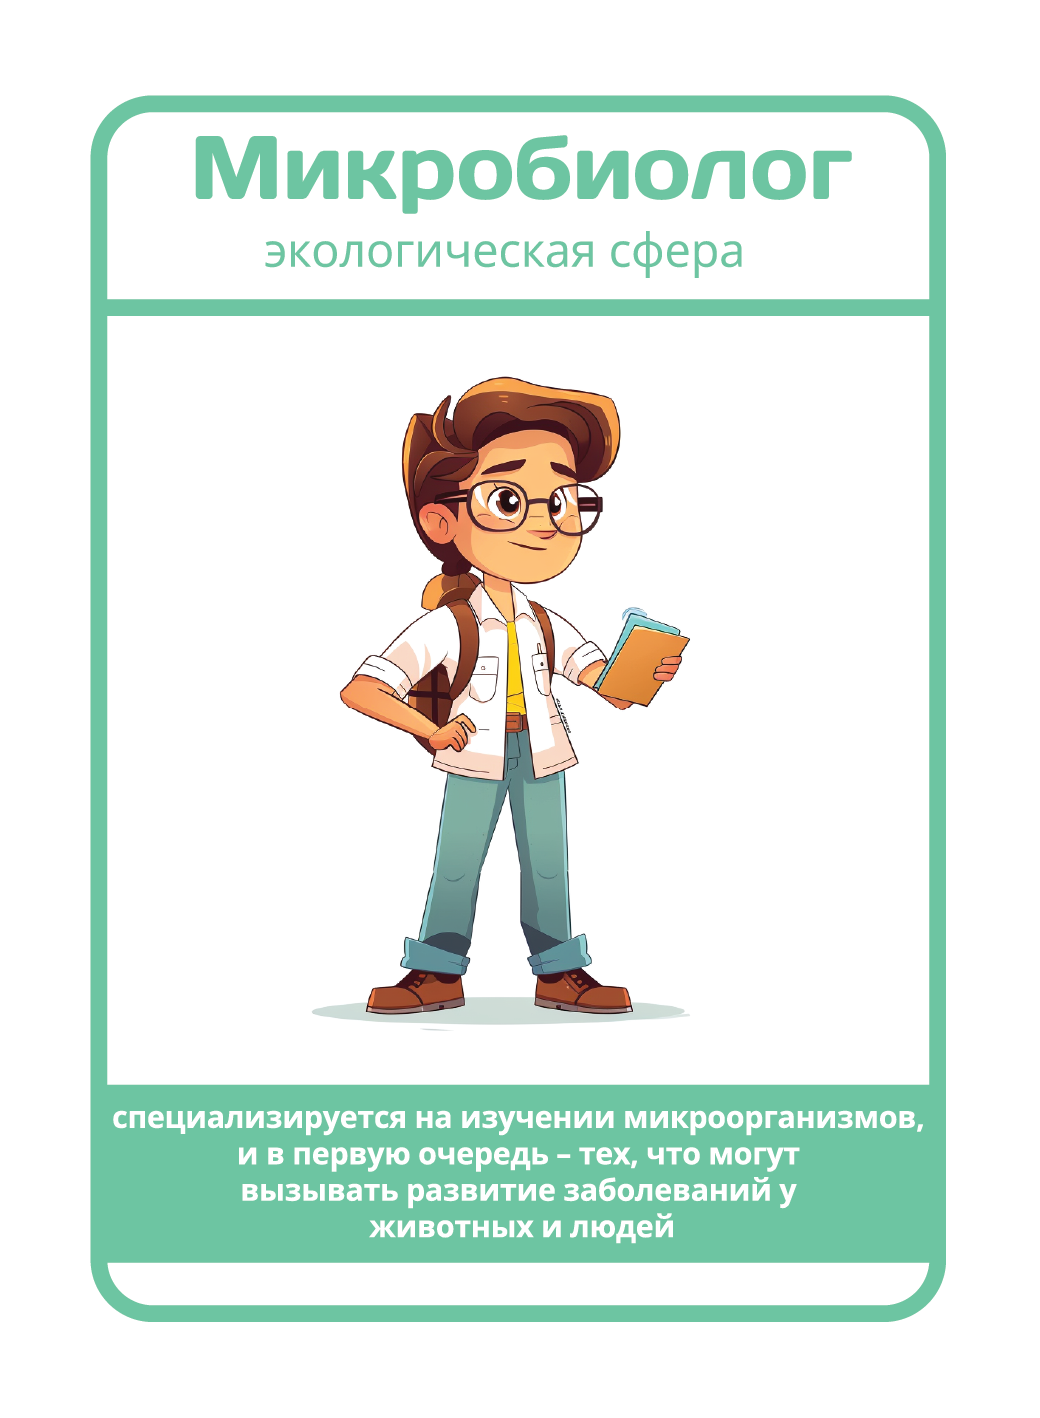 Микробиолог
экологическая сфера
специализируется на изучении микроорганизмов,
и в первую очередь – тех, что могут
вызывать развитие заболеваний у
животных и людей